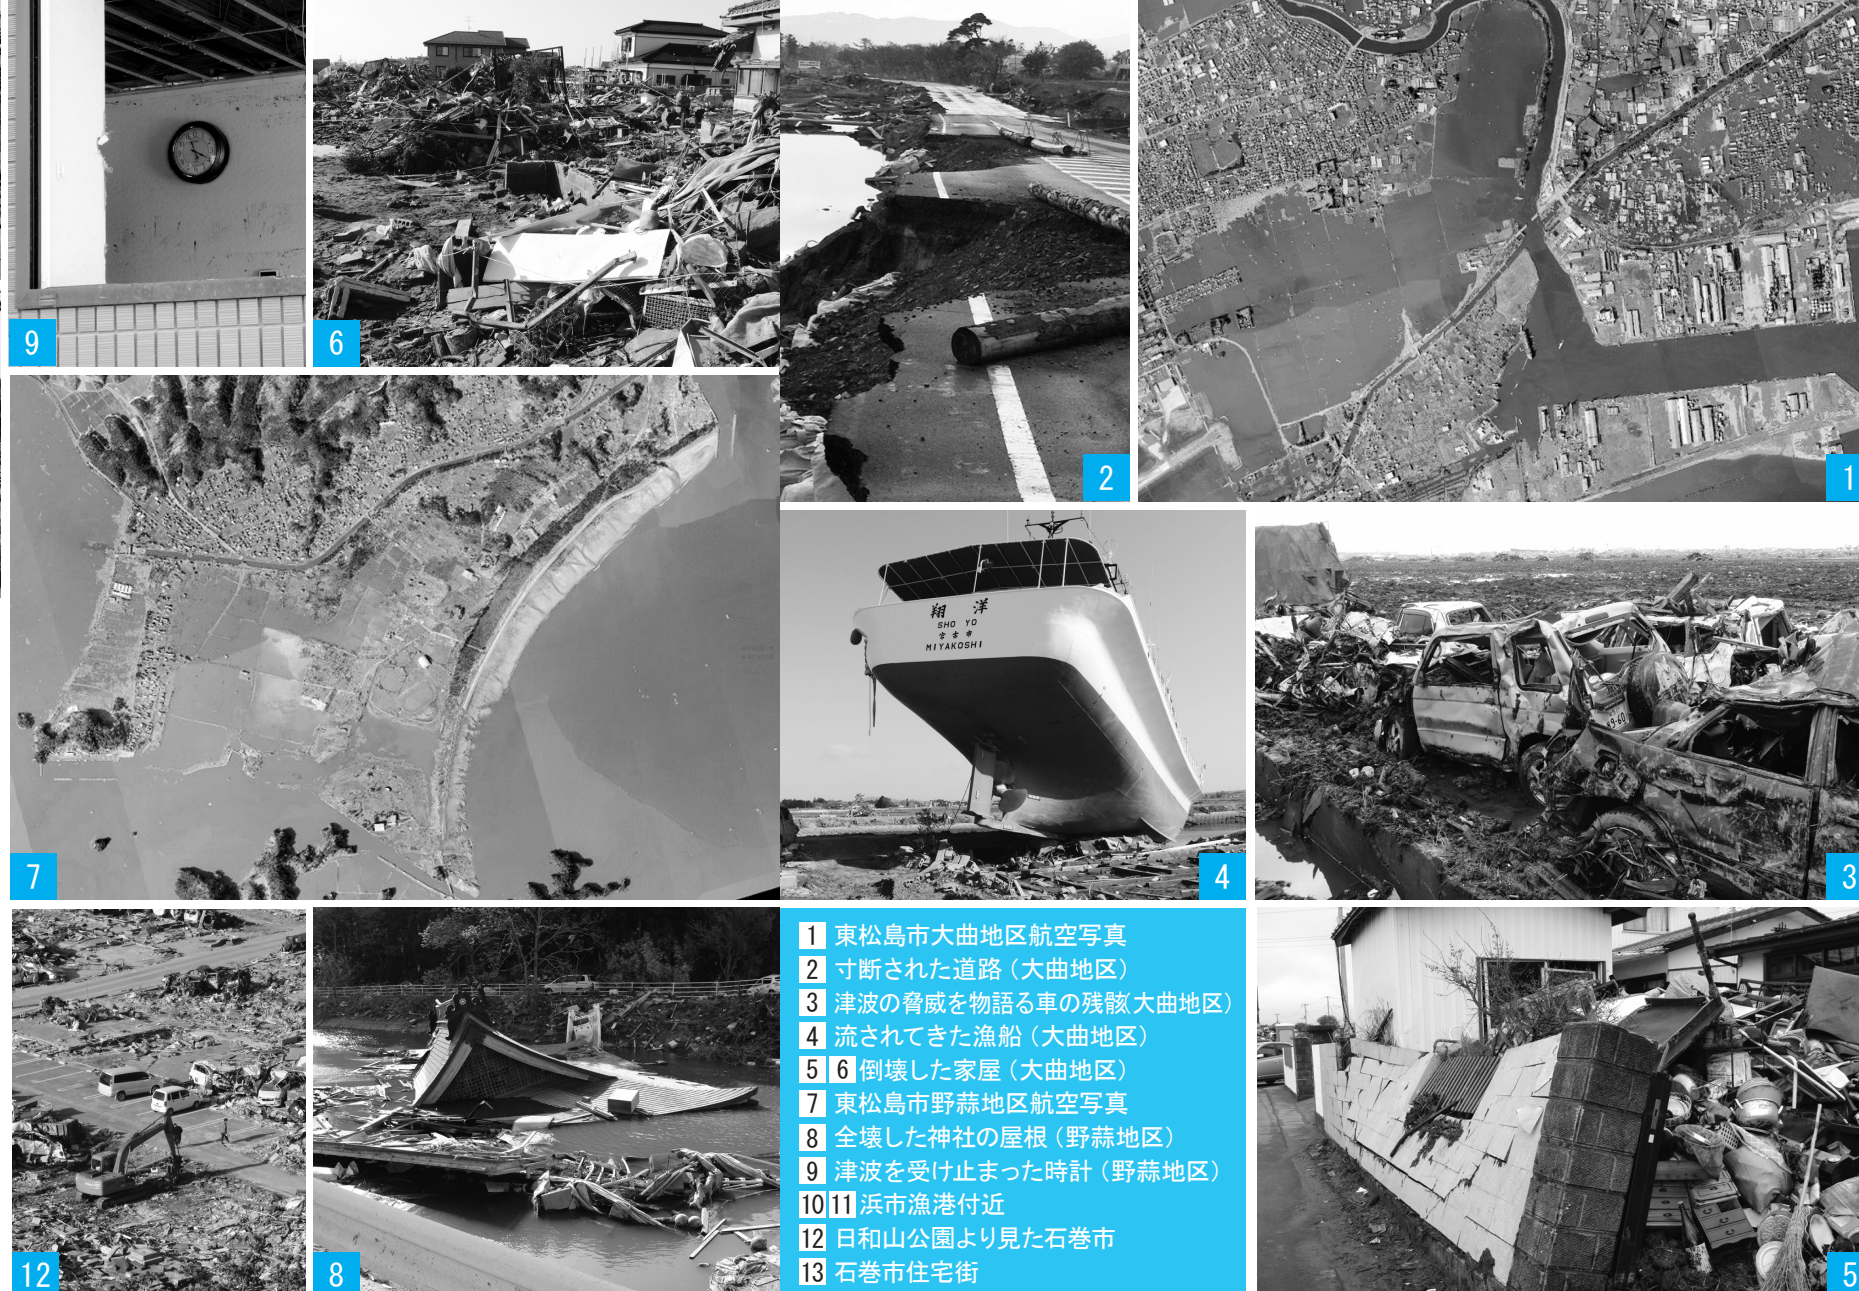 9
6
2
1
7
翔 洋
SHO YO
宮古市
MIYAKOSHI
4
9-60
3
12
8
1 東松島市大曲地区航空写真
2 寸断された道路（大曲地区）
3 津波の脅威を物語る車の残骸（大曲地区）
4 流されてきた漁船（大曲地区）
5 6 倒壊した家屋（大曲地区）
7 東松島市野蒜地区航空写真
8 全壊した神社の屋根（野蒜地区）
9 津波を受け止まった時計（野蒜地区）
10 11 浜市漁港付近
12 日和山公園より見た石巻市
13 石巻市住宅街
5